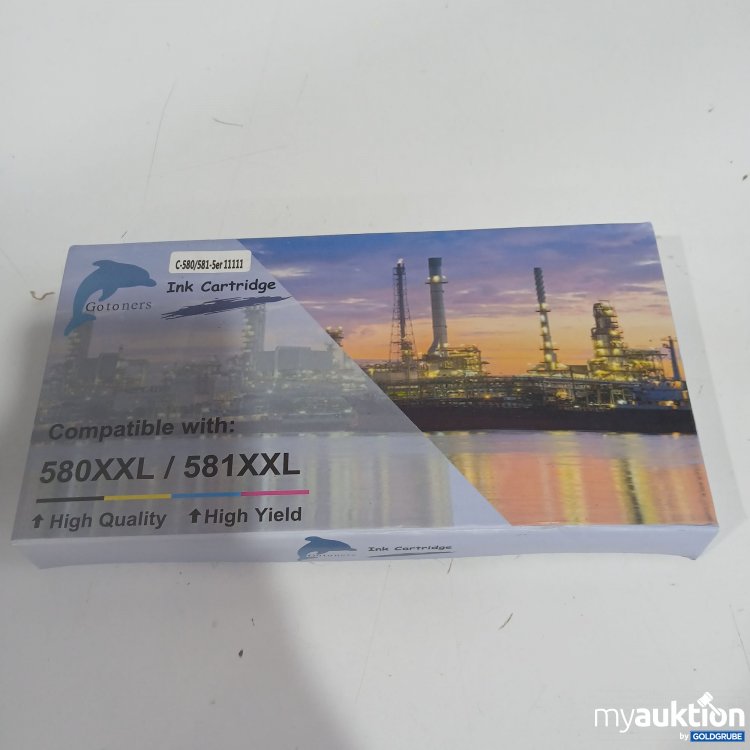 C-580/581-5er 11111
Gotoners
Ink Cartridge
Compatible with:
580XXL / 581XXL
High Quality High Yield
Gotoners Ink Cartridge
myauktion
by GOLDGRUBE